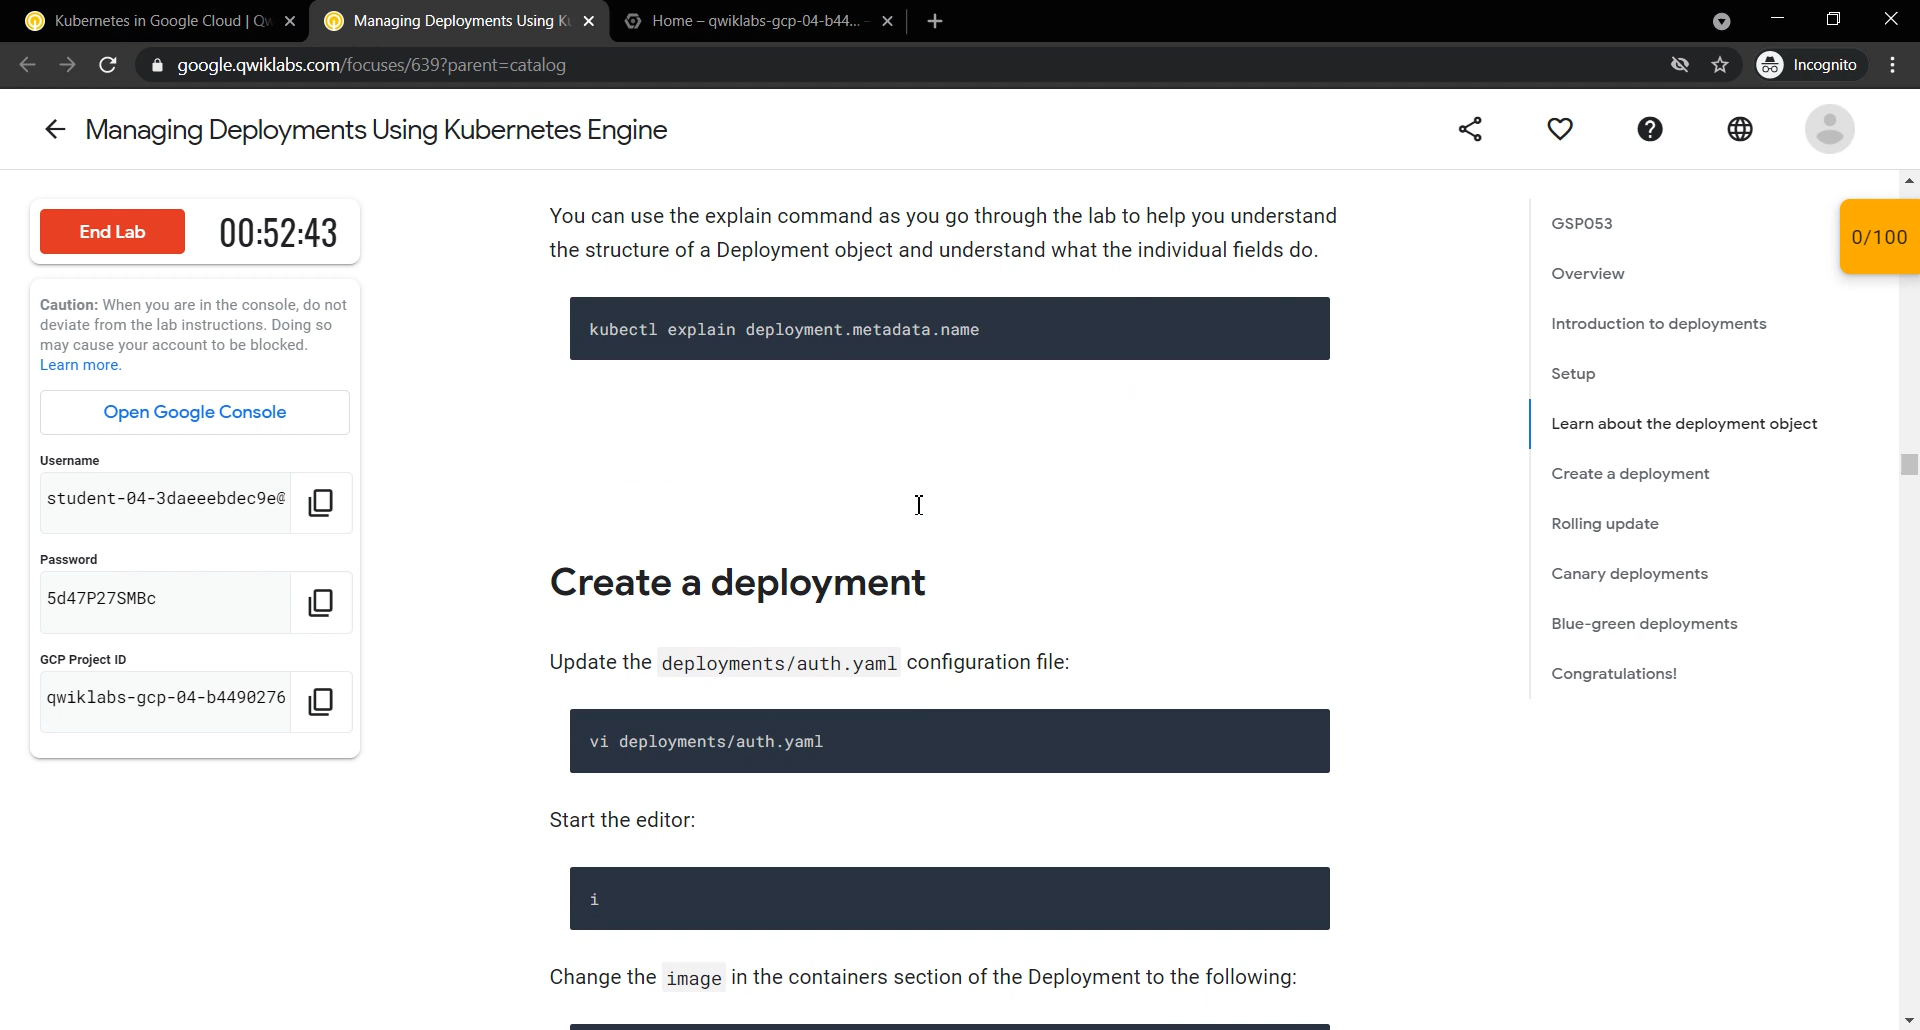 Kubernetes in Google Cloud | Qw
Managing Deployments Using Ku
Home – qwiklabs-gcp-04-b44...
google.qwiklabs.com/focuses/639?parent=catalog
Incognito
Managing Deployments Using Kubernetes Engine
End Lab
00:52:43
Caution: When you are in the console, do not
deviate from the lab instructions. Doing so
may cause your account to be blocked.
Learn more.
Open Google Console
Username
student-04-3daeeebdec9e@
Password
5d47P27SMBc
GCP Project ID
qwiklabs-gcp-04-b4490276
You can use the explain command as you go through the lab to help you understand
the structure of a Deployment object and understand what the individual fields do.
kubectl explain deployment.metadata.name
Create a deployment
Update the deployments/auth.yaml configuration file:
vi deployments/auth.yaml
Start the editor:
i
Change the image in the containers section of the Deployment to the following:
GSP053
Overview
Introduction to deployments
Setup
Learn about the deployment object
Create a deployment
Rolling update
Canary deployments
Blue-green deployments
Congratulations!
0/100